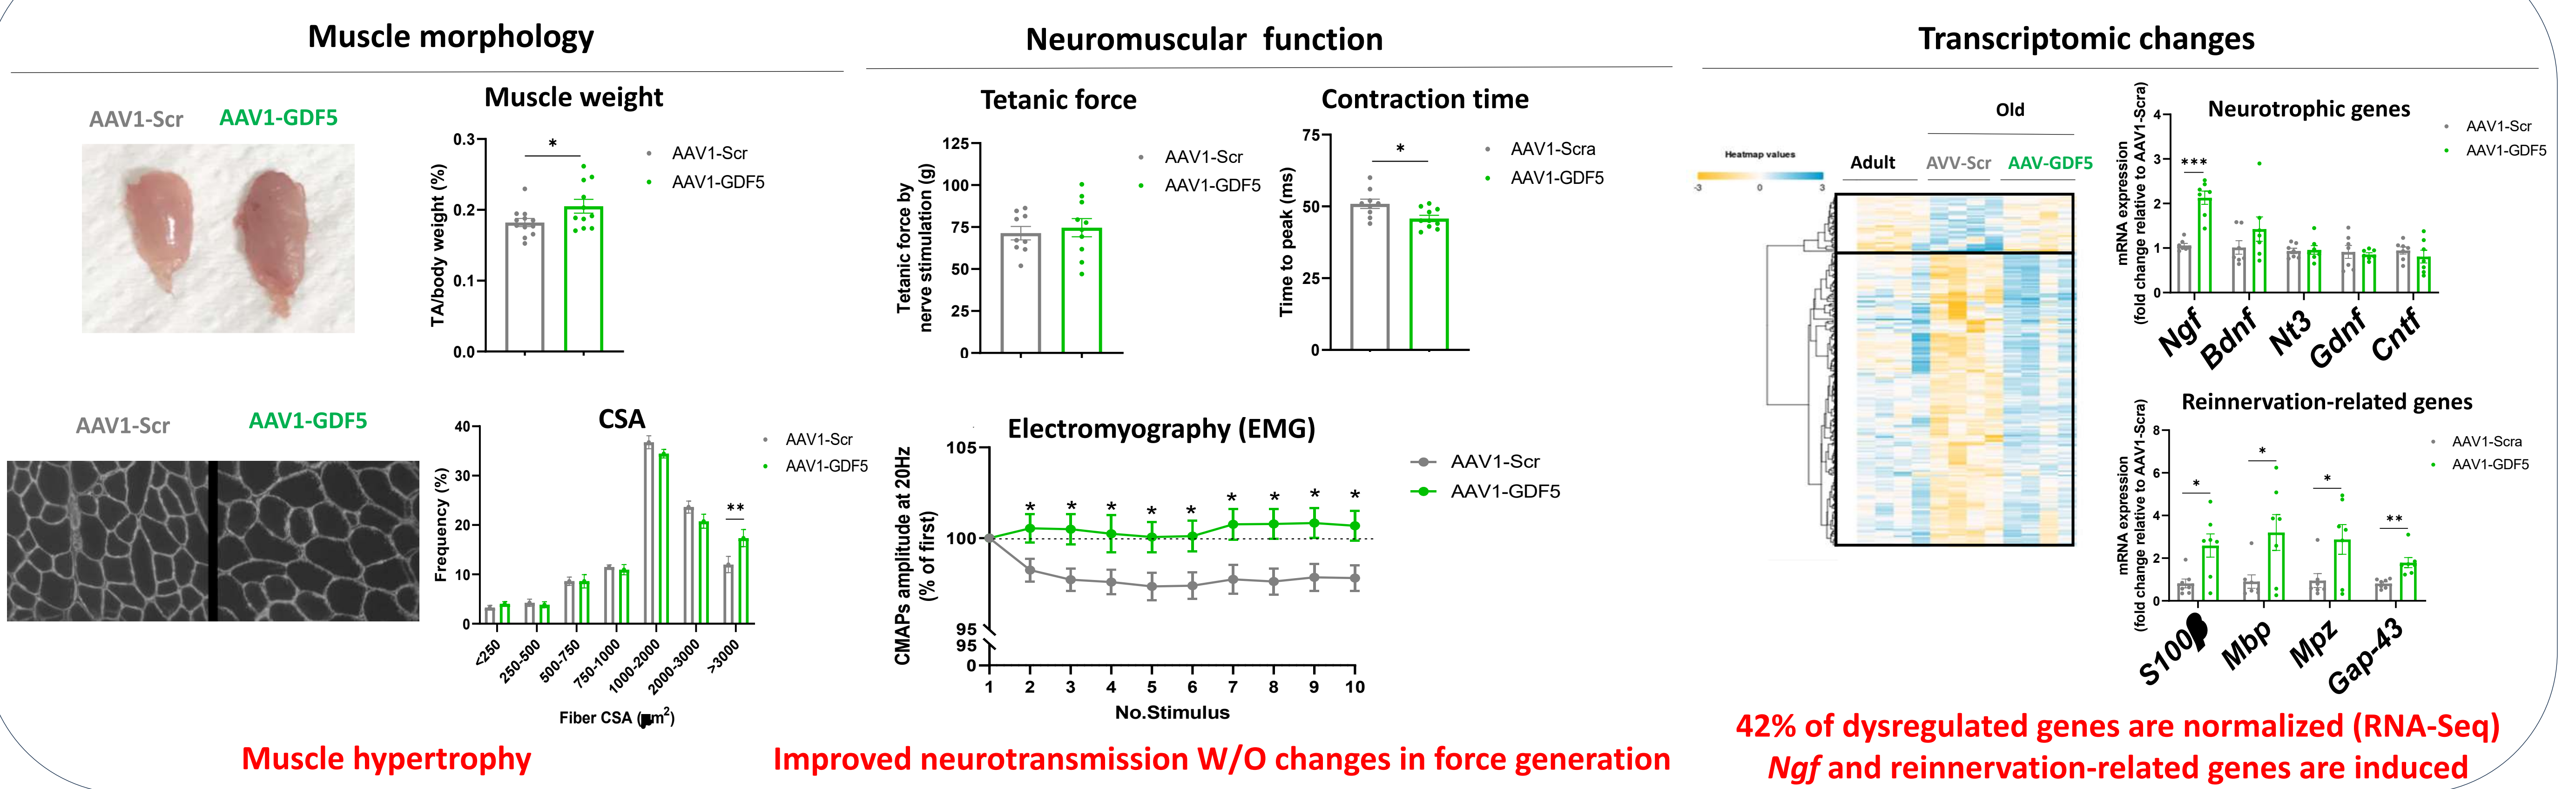 Muscle morphology
AAV1-Scr
AAV1-GDF5
Muscle weight
TA/body weight (%)
0.3
0.2
0.1
0.0
*
AAV1-Scr
AAV1-GDF5
AAV1-Scr
AAV1-GDF5
CSA
Frequency (%)
40
30
20
10
0
**
AAV1-Scr
AAV1-GDF5
<250
250-500
500-750
750-1000
1000-2000
2000-3000
>3000
Fiber CSA (μm²)
Muscle hypertrophy
Neuromuscular function
Tetanic force
Tetanic force by
nerve stimulation (g)
125
100
75
50
25
0
AAV1-Scr
AAV1-GDF5
Contraction time
Time to peak (ms)
75
50
25
0
*
AAV1-Scra
AAV1-GDF5
Electromyography (EMG)
CMAPs amplitude at 20Hz
(% of first)
105
100
95
95
0
* * * * * * * * *
AAV1-Scr
AAV1-GDF5
1 2 3 4 5 6 7 8 9 10
No.Stimulus
Improved neurotransmission W/O changes in force generation
Transcriptomic changes
Heatmap values
-3 0 3
Old
Adult
AVV-Scr
AAV-GDF5
Neurotrophic genes
mRNA expression
(fold change relative to AAV1-Scra)
4
3
2
1
0
***
AAV1-Scr
AAV1-GDF5
Ngf
Bdnf
Nt3
Gdnf
Cntf
Reinnervation-related genes
mRNA expression
(fold change relative to AAV1-Scra)
8
6
4
2
0
* * * **
AAV1-Scra
AAV1-GDF5
S100β
Mbp
Mpz
Gap-43
42% of dysregulated genes are normalized (RNA-Seq)
Ngf and reinnervation-related genes are induced